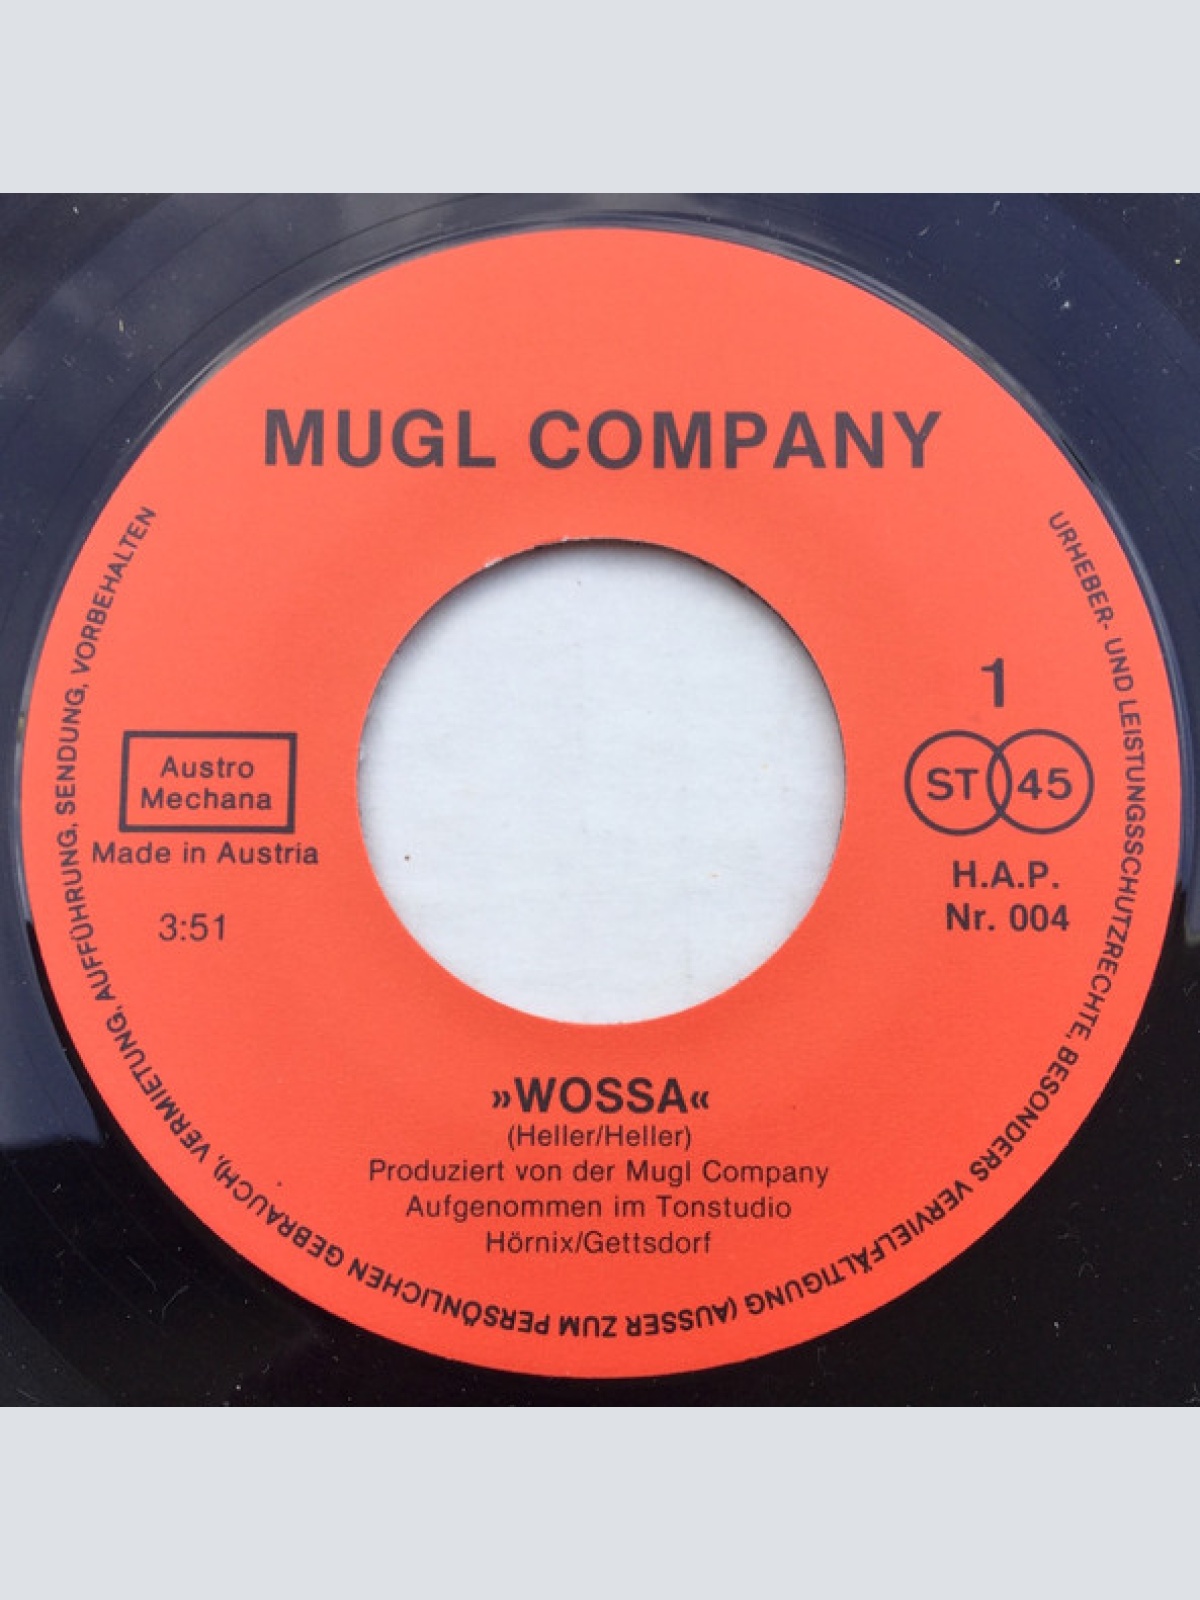 MUGL COMPANY
URHEBER- UND LEISTUNGSSCHUTZRECHTE, BESONDERS VERVIELFÄLTIGUNG (AUSSER ZUM PERSÖNLICHEN GEBRAUCH), VERMIETUNG, AUFFÜHRUNG, SENDUNG, VORBEHALTEN
Austro
Mechana
Made in Austria
3:51
1
ST 45
H.A.P.
Nr. 004
»WOSSA«
(Heller/Heller)
Produziert von der Mugl Company
Aufgenommen im Tonstudio
Hörnix/Gettsdorf